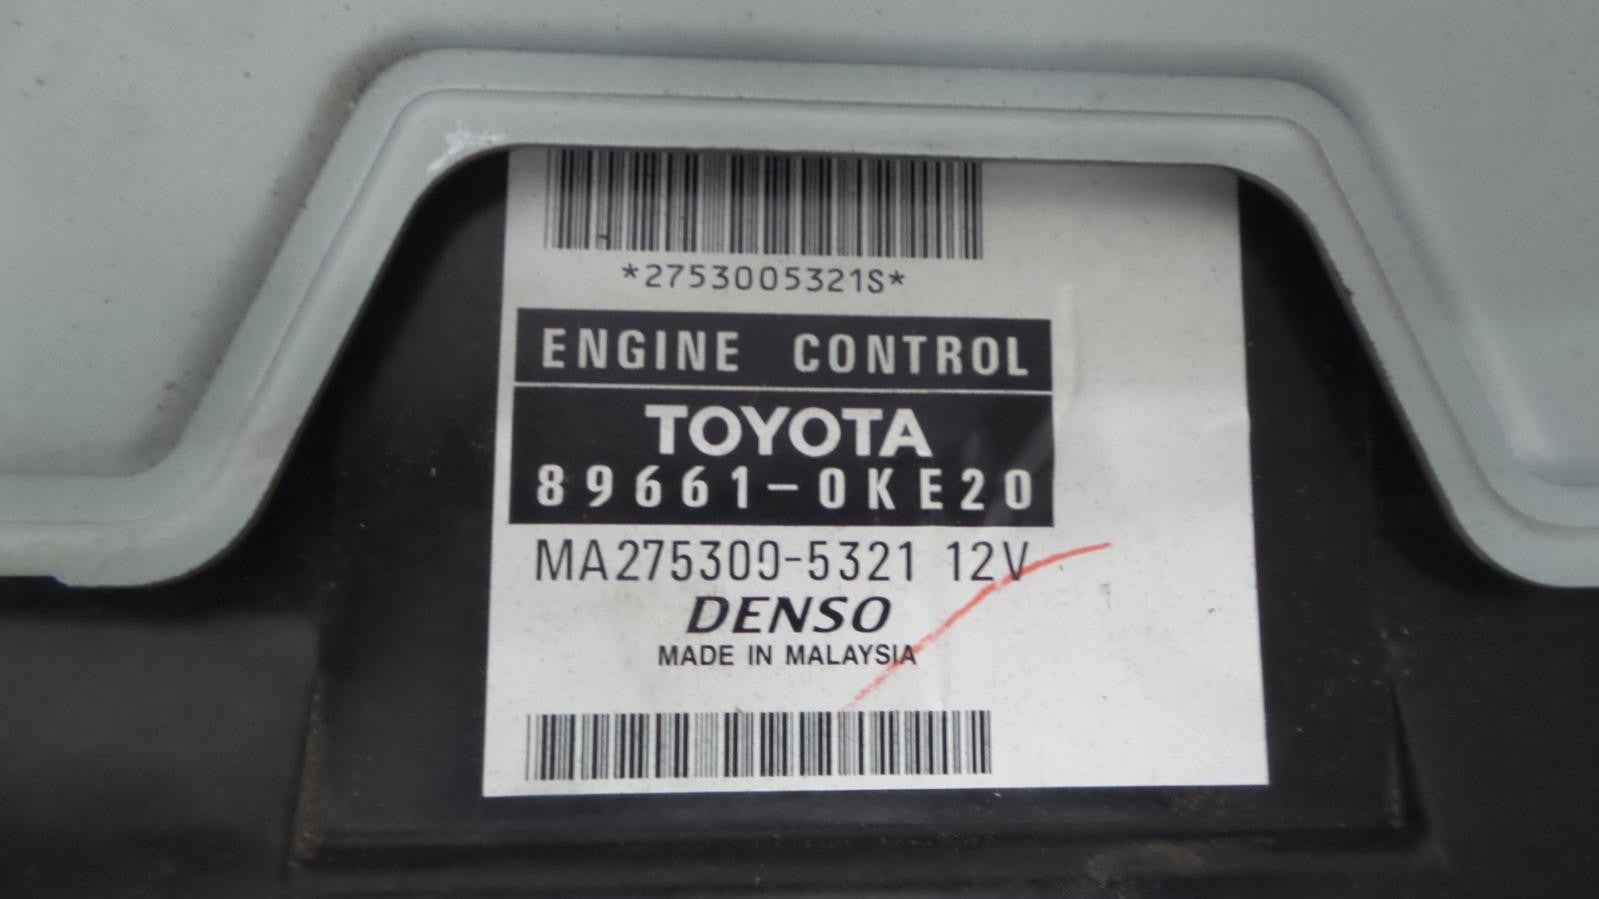 *2753005321S*
ENGINE CONTROL
TOYOTA
89661-0KE20
MA275300-5321 12V
DENSO
MADE IN MALAYSIA